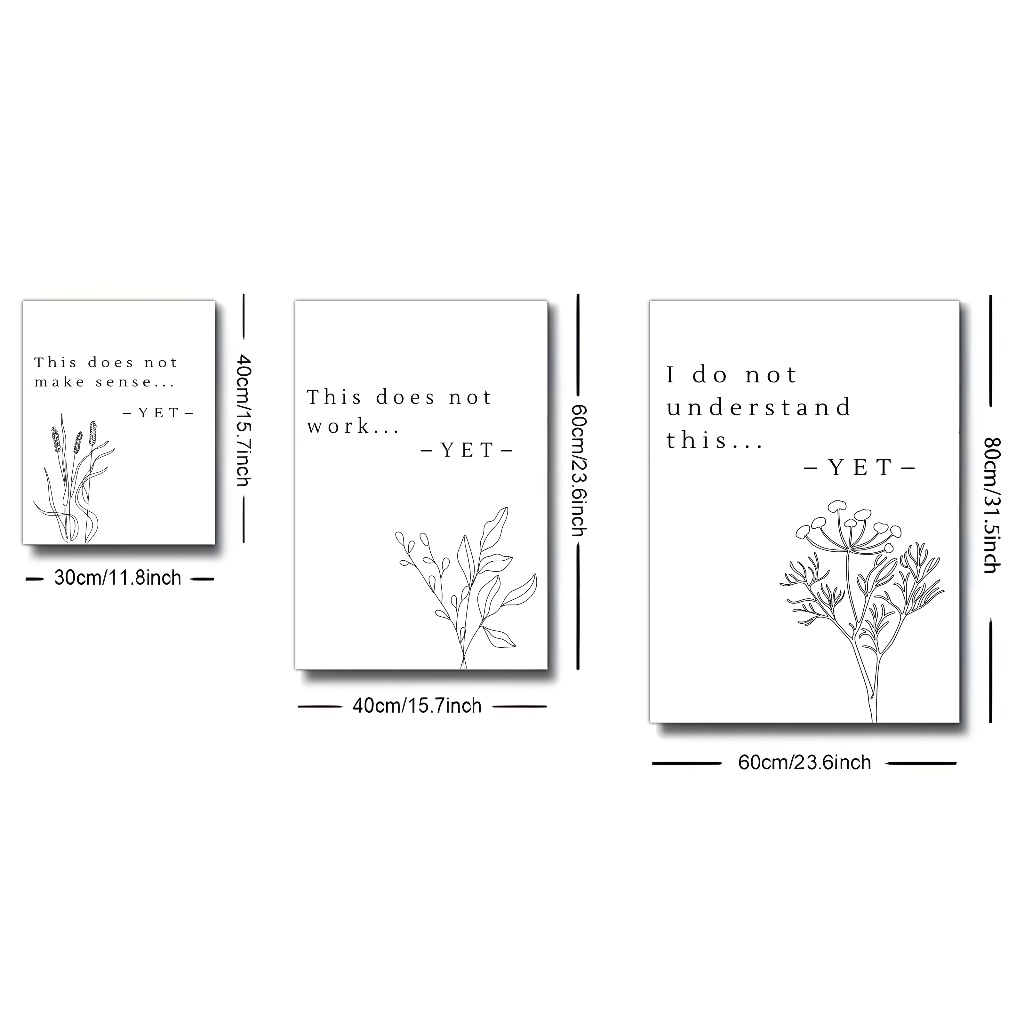 This does not
make sense...
–YET–
40cm/15.7inch
30cm/11.8inch
This does not
work...
–YET–
60cm/23.6inch
40cm/15.7inch
I do not
understand
this...
–YET–
80cm/31.5inch
60cm/23.6inch